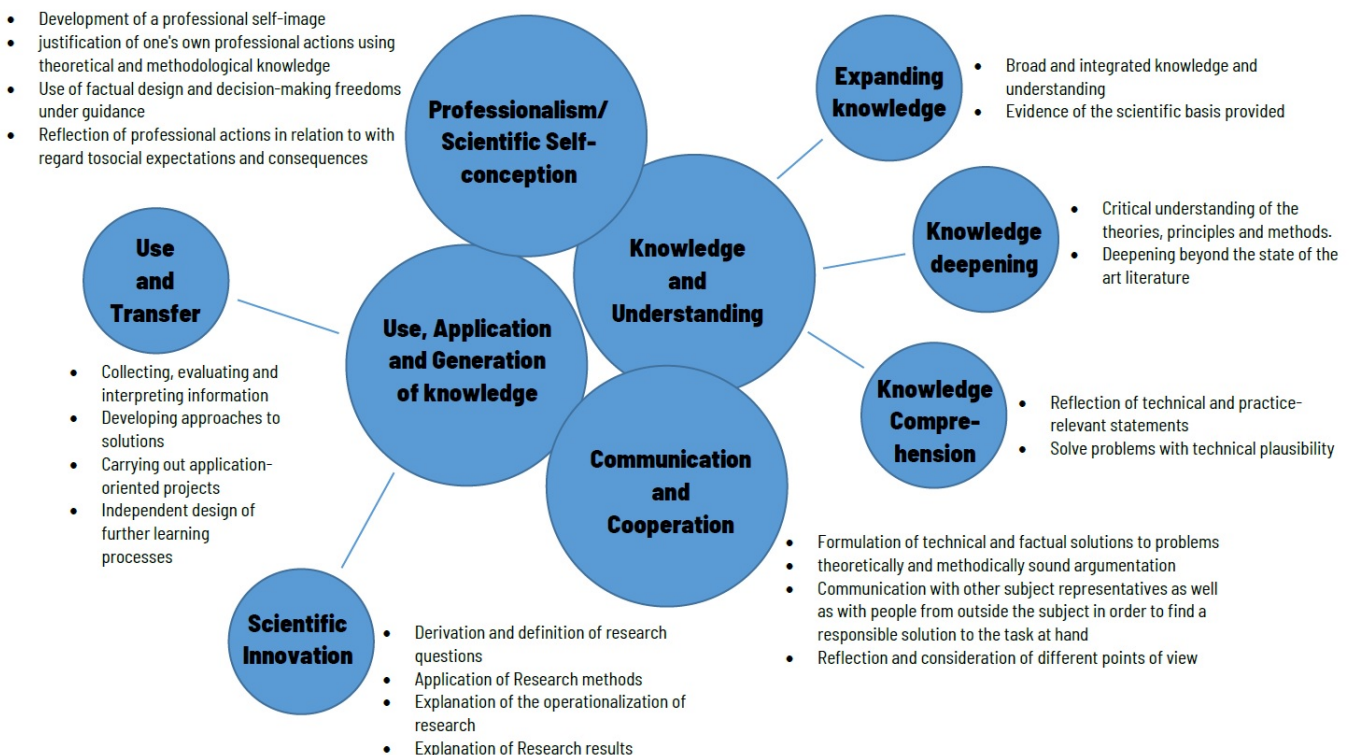 • Development of a professional self-image
• justification of one's own professional actions using
theoretical and methodological knowledge
• Use of factual design and decision-making freedoms
under guidance
• Reflection of professional actions in relation to with
regard tosocial expectations and consequences
Professionalism/
Scientific Self-
conception
Expanding
knowledge
• Broad and integrated knowledge and
understanding
• Evidence of the scientific basis provided
Knowledge
and
Understanding
Knowledge
deepening
• Critical understanding of the
theories, principles and methods.
• Deepening beyond the state of the
art literature
Use
and
Transfer
• Collecting, evaluating and
interpreting information
• Developing approaches to
solutions
• Carrying out application-
oriented projects
• Independent design of
further learning
processes
Use, Application
and Generation
of knowledge
Knowledge
Compre-
hension
• Reflection of technical and practice-
relevant statements
• Solve problems with technical plausibility
Communication
and
Cooperation
• Formulation of technical and factual solutions to problems
• theoretically and methodically sound argumentation
• Communication with other subject representatives as well
as with people from outside the subject in order to find a
responsible solution to the task at hand
• Reflection and consideration of different points of view
Scientific
Innovation
• Derivation and definition of research
questions
• Application of Research methods
• Explanation of the operationalization of
research
• Explanation of Research results